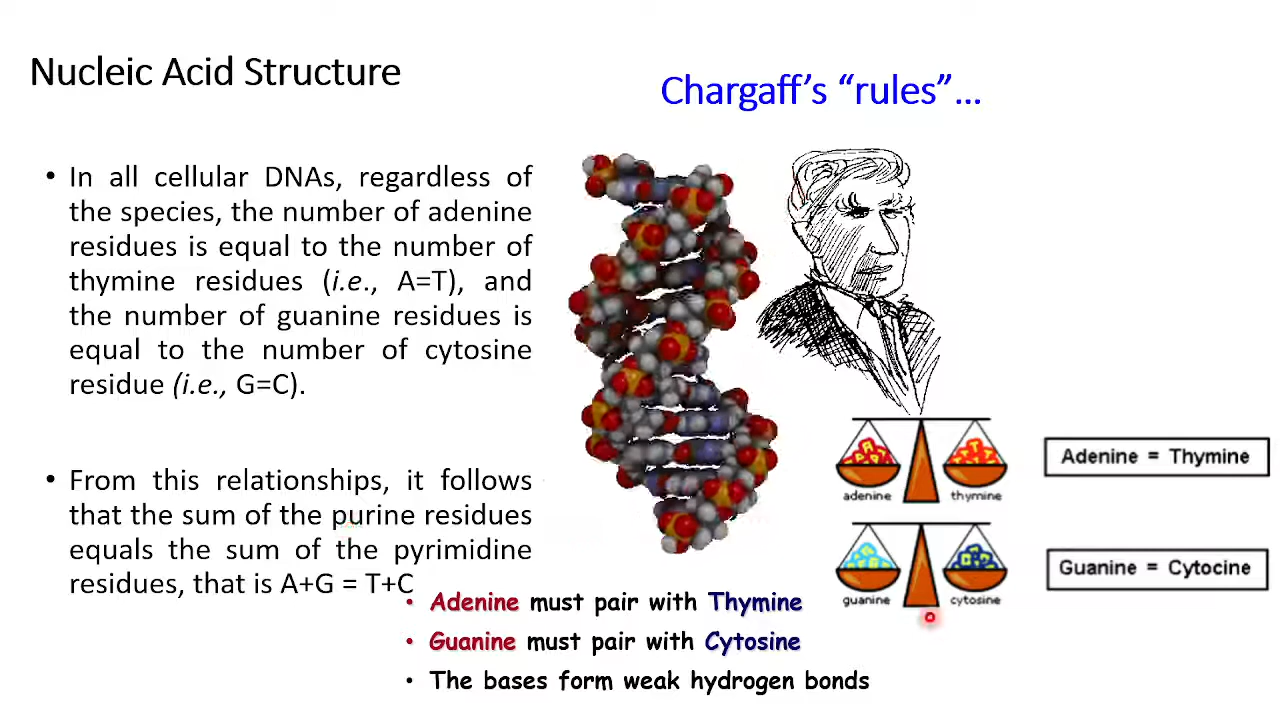 Nucleic Acid Structure
Chargaff's “rules”...
• In all cellular DNAs, regardless of
the species, the number of adenine
residues is equal to the number of
thymine residues (i.e., A=T), and
the number of guanine residues is
equal to the number of cytosine
residue (i.e., G=C).
• From this relationships, it follows
that the sum of the purine residues
equals the sum of the pyrimidine
residues, that is A+G = T+C
adenine thymine
Adenine = Thymine
guanine cytosine
Guanine = Cytocine
• Adenine must pair with Thymine
• Guanine must pair with Cytosine
• The bases form weak hydrogen bonds